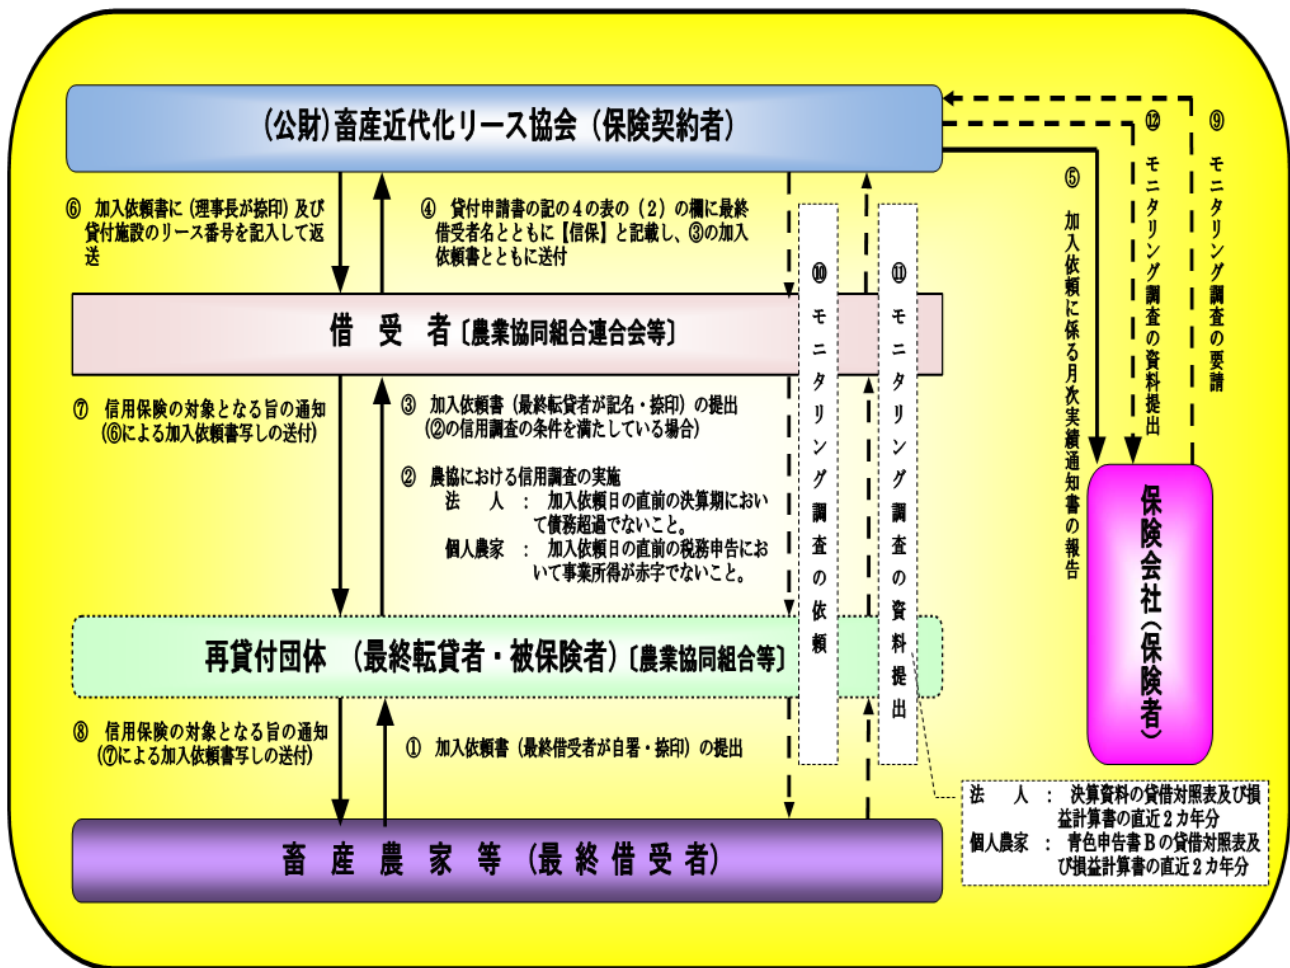 (公財)畜産近代化リース協会（保険契約者）
⑥ 加入依頼書に（理事長が捺印）及び
貸付施設のリース番号を記入して返
送
④ 貸付申請書の記の４の表の（２）の欄に最終
借受者名とともに【信保】と記載し、③の加入
依頼書とともに送付
借 受 者〔農業協同組合連合会等〕
⑦ 信用保険の対象となる旨の通知
(⑥による加入依頼書写しの送付)
③ 加入依頼書（最終転貸者が記名・捺印）の提出
(②の信用調査の条件を満たしている場合)
② 農協における信用調査の実施
法 人 ： 加入依頼日の直前の決算期におい
て債務超過でないこと。
個人農家 ： 加入依頼日の直前の税務申告にお
いて事業所得が赤字でないこと。
再貸付団体 （最終転貸者・被保険者）〔農業協同組合等〕
⑧ 信用保険の対象となる旨の通知
(⑦による加入依頼書写しの送付)
① 加入依頼書（最終借受者が自署・捺印）の提出
畜 産 農 家 等 （最 終 借 受 者）
⑩ モニタリング調査の依頼
⑪ モニタリング調査の資料提出
⑤ 加入依頼に係る月次実績通知書の報告
⑫ モニタリング調査の資料提出
⑨ モニタリング調査の要請
保険会社（保険者）
法 人 ： 決算資料の貸借対照表及び損
益計算書の直近２カ年分
個人農家 ： 青色申告書Ｂの貸借対照表及
び損益計算書の直近２カ年分